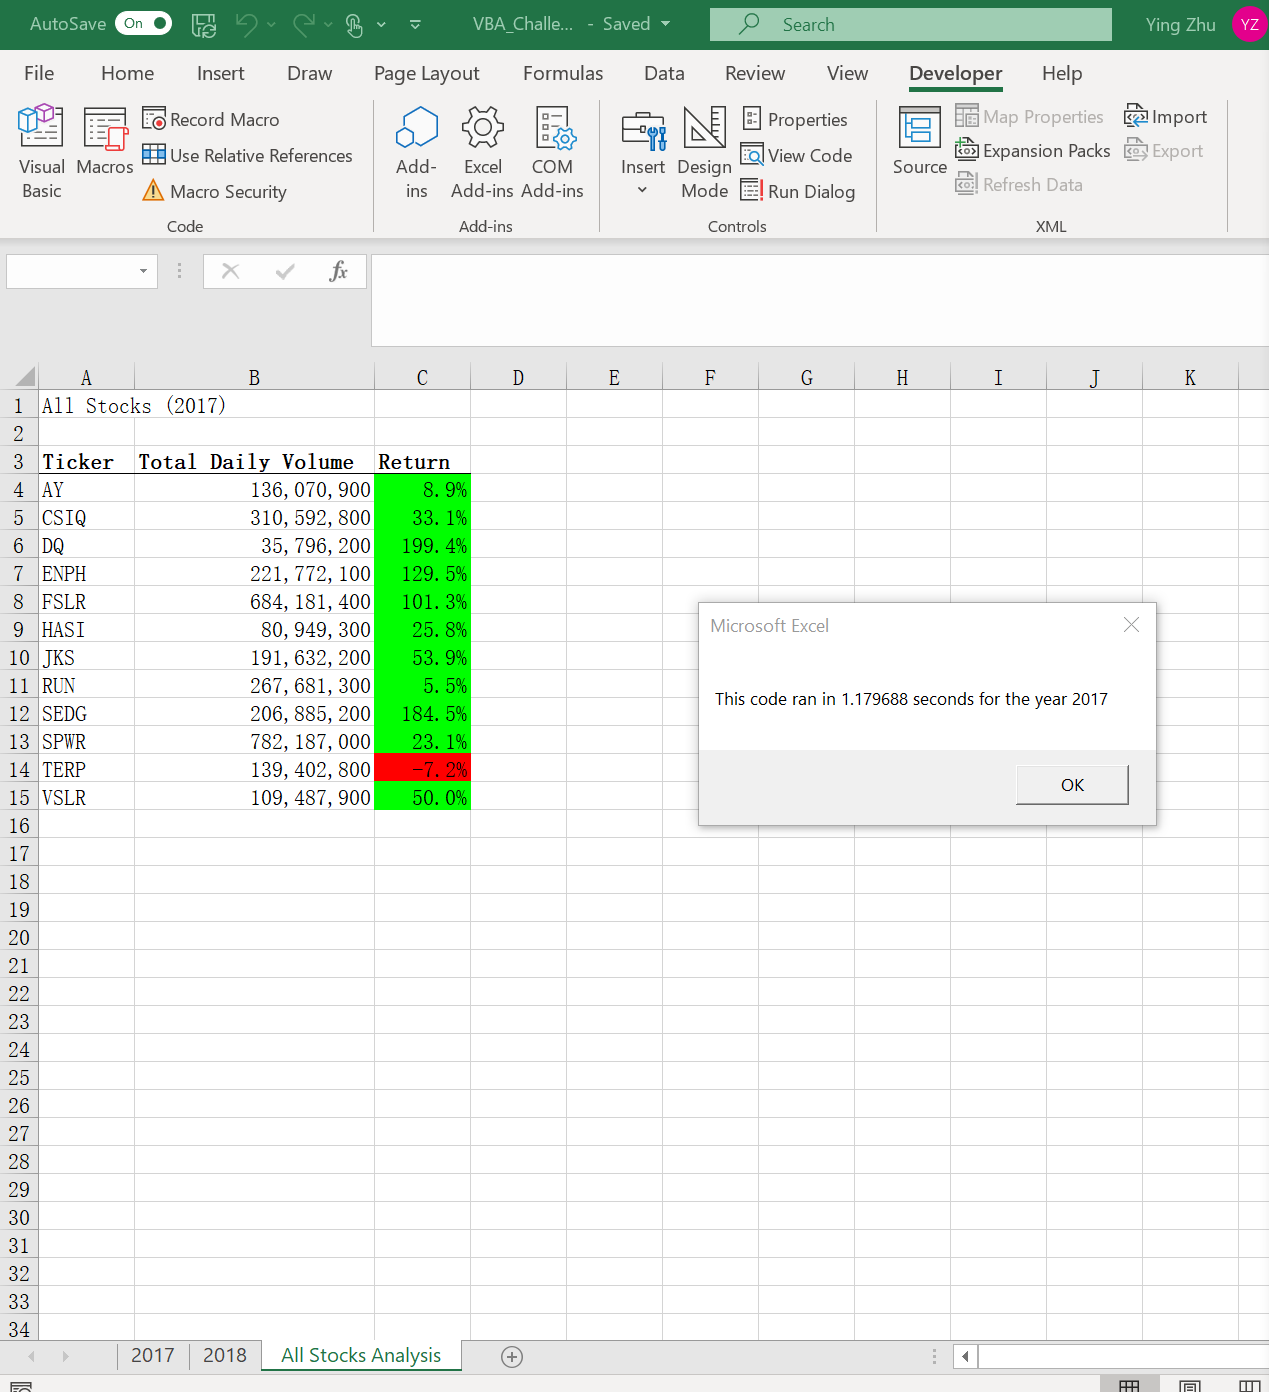 AutoSave On VBA_Challe... - Saved Search Ying Zhu YZ
File Home Insert Draw Page Layout Formulas Data Review View Developer Help
Visual Basic
Macros
Record Macro
Use Relative References
Macro Security
Code
Add-ins
Excel Add-ins
COM Add-ins
Add-ins
Insert
Design Mode
Properties
View Code
Run Dialog
Controls
Source
Map Properties
Expansion Packs
Refresh Data
Import
Export
XML
fx
A B C D E F G H I J K
1 All Stocks (2017)
2
3 Ticker Total Daily Volume Return
4 AY 136,070,900 8.9%
5 CSIQ 310,592,800 33.1%
6 DQ 35,796,200 199.4%
7 ENPH 221,772,100 129.5%
8 FSLR 684,181,400 101.3%
9 HASI 80,949,300 25.8%
10 JKS 191,632,200 53.9%
11 RUN 267,681,300 5.5%
12 SEDG 206,885,200 184.5%
13 SPWR 782,187,000 23.1%
14 TERP 139,402,800 -7.2%
15 VSLR 109,487,900 50.0%
16
17
18
19
20
21
22
23
24
25
26
27
28
29
30
31
32
33
34
Microsoft Excel
This code ran in 1.179688 seconds for the year 2017
OK
2017 2018 All Stocks Analysis